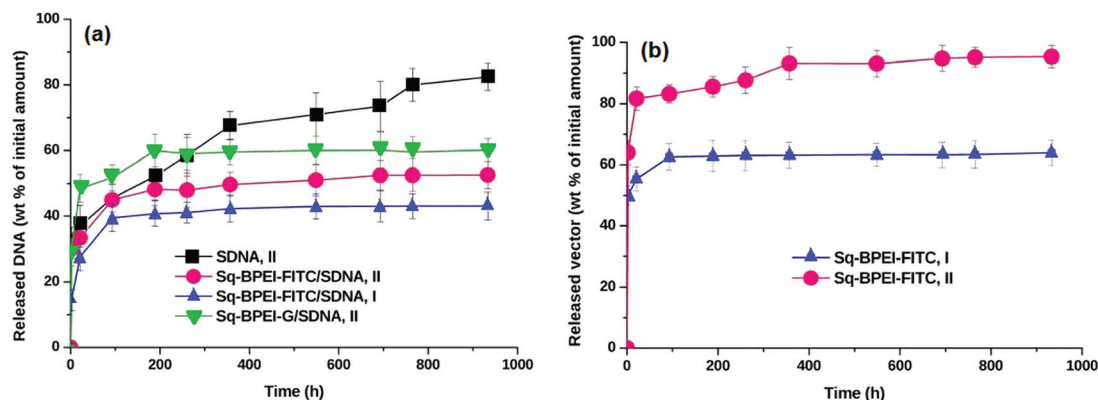 (a)
Released DNA (wt % of initial amount)
100
80
60
40
20
0
SDNA, II
Sq-BPEI-FITC/SDNA, II
Sq-BPEI-FITC/SDNA, I
Sq-BPEI-G/SDNA, II
0 200 400 600 800 1000
Time (h)
(b)
Released vector (wt % of initial amount)
100
80
60
40
20
0
Sq-BPEI-FITC, I
Sq-BPEI-FITC, II
0 200 400 600 800 1000
Time (h)